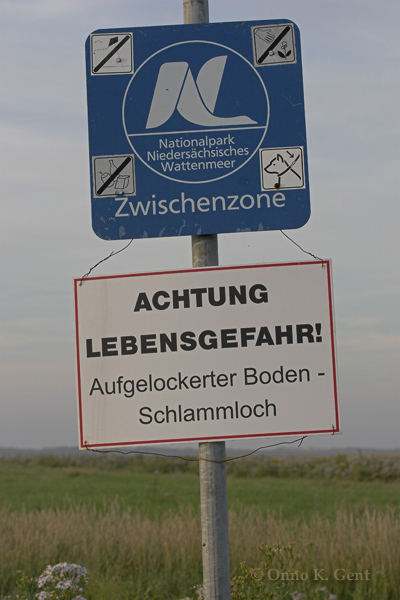 Nationalpark
Niedersächsisches
Wattenmeer
Zwischenzone
ACHTUNG
LEBENSGEFAHR!
Aufgelockerter Boden -
Schlammloch
© Onno K. Gent